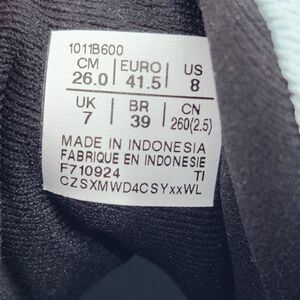 1011B600
CM EURO US
26.0 41.5 8
UK BR CN
7 39 260(2.5)
MADE IN INDONESIA
FABRIQUE EN INDONESIE
F710924 TI
CZSXMWD4CSYxxWL